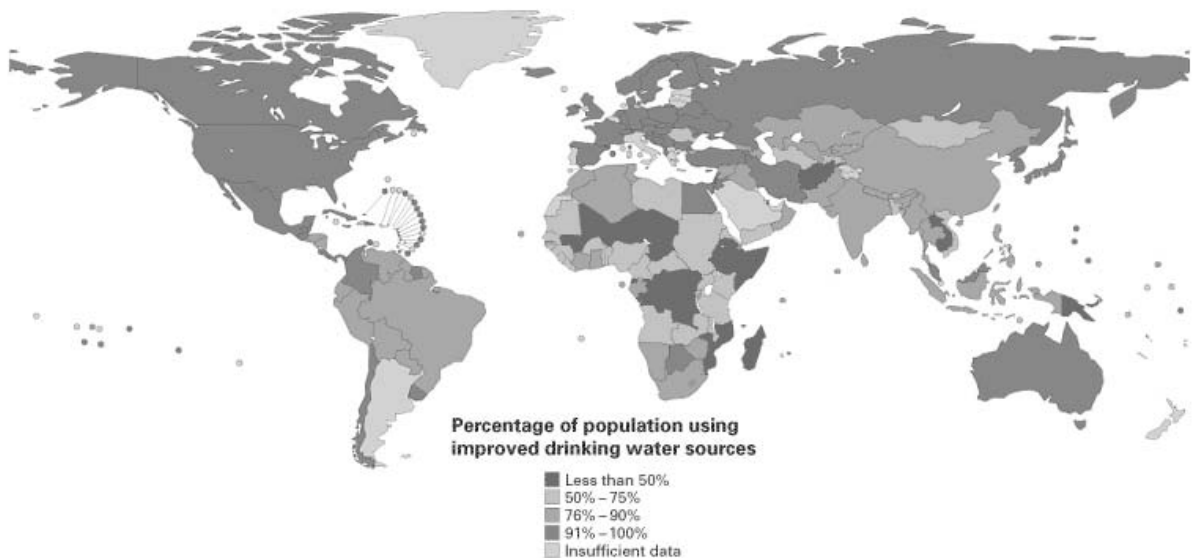 Percentage of population using
improved drinking water sources
Less than 50%
50% – 75%
76% – 90%
91% – 100%
Insufficient data